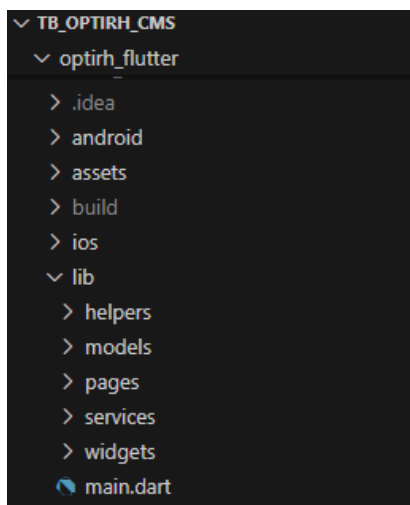 TB_OPTIRH_CMS
optirh_flutter
.idea
android
assets
build
ios
lib
helpers
models
pages
services
widgets
main.dart